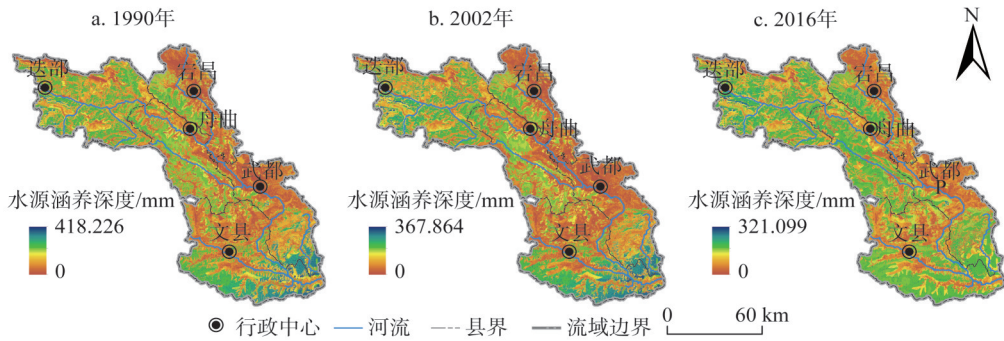 a. 1990年
b. 2002年
c. 2016年
N
迭部
宕昌
舟曲
武都
文县
水源涵养深度/mm
418.226
0
迭部
宕昌
舟曲
武都
文县
水源涵养深度/mm
367.864
0
迭部
宕昌
舟曲
武都
P
文县
水源涵养深度/mm
321.099
0
行政中心 河流 县界 流域边界
0 60 km